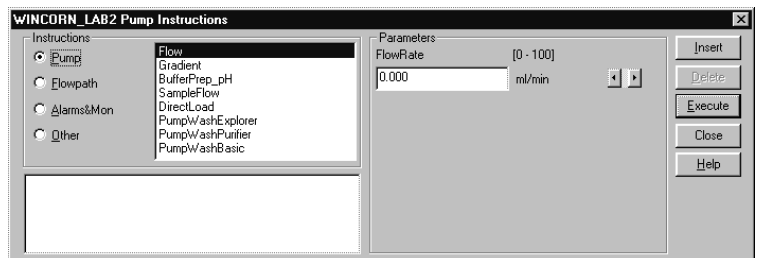 WINCORN_LAB2 Pump Instructions
Instructions
Pump
Flowpath
Alarms&Mon
Other
Flow
Gradient
BufferPrep_pH
SampleFlow
DirectLoad
PumpWashExplorer
PumpWashPurifier
PumpWashBasic
Parameters
FlowRate [0 - 100]
0.000 ml/min
Insert
Delete
Execute
Close
Help